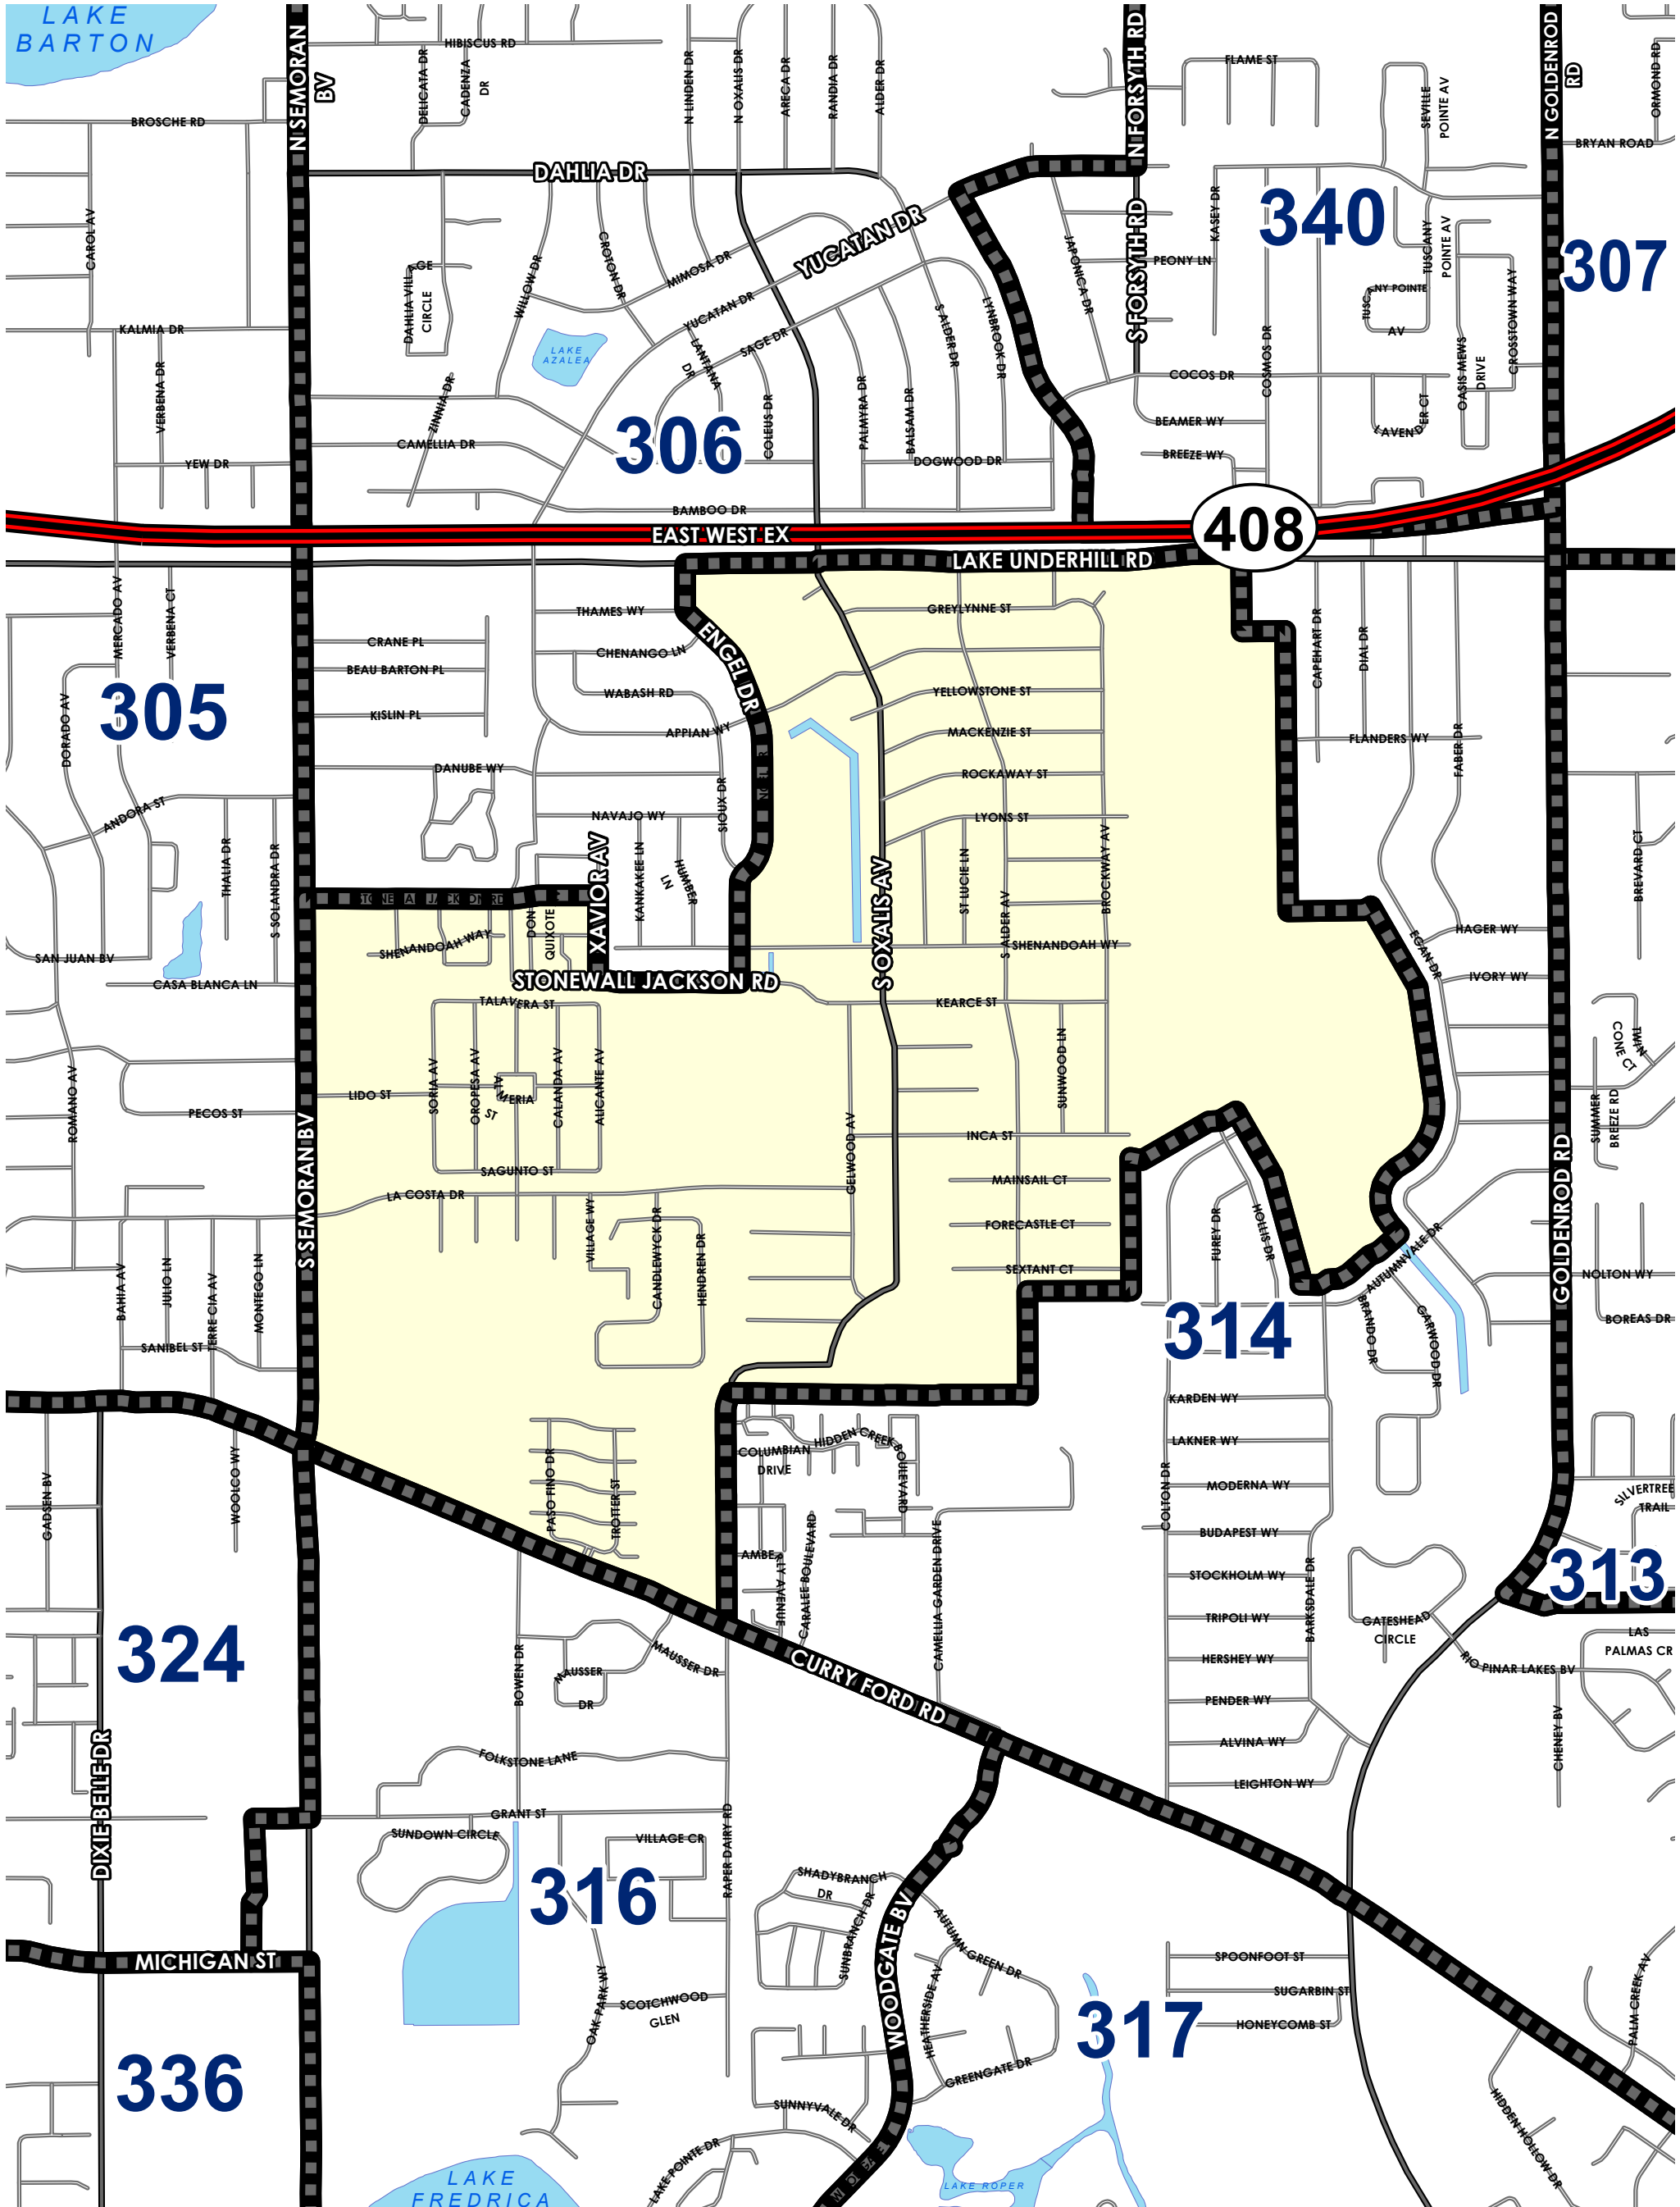 LAKE
BARTON
HIBISCUS RD
N SEMORAN
BV
DELICATA DR
CADENZA
DR
N LINDEN DR
N OXALIS DR
ARECA DR
RANDIA DR
ALDER DR
N FORSYTH RD
FLAME ST
SEVILLE
POINTE AV
N GOLDENROD
RD
ORMOND RD
BROSCHE RD
BRYAN ROAD
DAHLIA DR
CAROL AV
340
307
KASEY DR
S FORSYTH RD
YUCATAN DR
JAPONICA DR
PEONY LN
TUSCANY
POINTE AV
DAHLIA VILLAGE
CIRCLE
WILLOW DR
CROTON DR
MIMOSA DR
YUCATAN DR
SAGE DR
LANTANA
DR
S ALDER DR
LYNBROOK DR
TUSCANY POINTE
AV
CROSSTOWN WAY
OASIS MEWS
DRIVE
KALMIA DR
LAKE
AZALEA
VERBENA DR
ZINNIA DR
COLEUS DR
PALMYRA DR
BALSAM DR
COCOS DR
COSMOS DR
BEAMER WY
LAVENDER CT
BREEZE WY
306
CAMELLIA DR
YEW DR
DOGWOOD DR
BAMBOO DR
EAST WEST EX
408
LAKE UNDERHILL RD
MERCADO AV
VERBENA CT
THAMES WY
GREYLYNNE ST
CRANE PL
CHENANGO LN
ENGEL DR
BEAU BARTON PL
WABASH RD
YELLOWSTONE ST
CAPEHART DR
DIAL DR
305
KISLIN PL
APPIAN WY
MACKENZIE ST
FLANDERS WY
FABER DR
DORADO AV
DANUBE WY
ROCKAWAY ST
SIOUX DR
ANDORA ST
NAVAJO WY
LYONS ST
THALIA DR
S SOLANDRA DR
XAVIOR AV
KANKAKEE LN
HUMBER
LN
S OXALIS AV
ST LUCIE LN
S ALDER AV
BROCKWAY AV
BREVARD CT
STONEWALL JACKSON RD
SHENANDOAH WAY
DON
QUIXOTE
SHENANDOAH WY
HAGER WY
EGAN DR
SAN JUAN BV
IVORY WY
CASA BLANCA LN
STONEWALL JACKSON RD
TALAVERA ST
KEARCE ST
TWIN
CONE CT
LIDO ST
SORIA AV
OROPESA AV
ALMERIA
ST
CALANDA AV
ALICANTE AV
SUNWOOD LN
ROMANO AV
PECOS ST
S SEMORAN BV
GELWOOD AV
INCA ST
SUMMER
BREEZE RD
SAGUNTO ST
MAINSAIL CT
LA COSTA DR
FORECASTLE CT
SEXTANT CT
GOLDENROD RD
VILLAGE WY
CANDLEWYCK DR
HENDREN DR
FUREY DR
HOLLIS DR
AUTUMNVALE DR
NOLTON WY
BAHIA AV
JULIO LN
TERRECIA AV
MONTEGO LN
SANIBEL ST
314
BRANDO DR
GARWOOD DR
BOREAS DR
KARDEN WY
LAKNER WY
MODERNA WY
COLUMBIAN
DRIVE
HIDDEN CREEK BOULEVARD
GADSEN BV
WOOLCO WY
PASO FINO DR
TROTTER ST
COLTON DR
SILVERTREE
TRAIL
BUDAPEST WY
AMBERLY AVENUE
CARALEE BOULEVARD
CAMELLIA GARDEN DRIVE
STOCKHOLM WY
313
TRIPOLI WY
BARKSDALE DR
GATESHEAD
CIRCLE
LAS
PALMAS CR
324
BOWEN DR
MAUSSER
DR
MAUSSER DR
CURRY FORD RD
HERSHEY WY
RIO PINAR LAKES BV
PENDER WY
ALVINA WY
CHENEY BV
LEIGHTON WY
DIXIE BELLE DR
FOLKSTONE LANE
GRANT ST
SUNDOWN CIRCLE
VILLAGE CR
RAPER DAIRY RD
316
SHADYBRANCH
DR
SUNBRANCH DR
WOODGATE BV
AUTUMN GREEN DR
MICHIGAN ST
SPOONFOOT ST
SUGARBIN ST
HONEYCOMB ST
HEATHERSIDE AV
OAK PARK WY
SCOTCHWOOD
GLEN
317
PALM CREEK AV
336
GREENGATE DR
SUNNYVALE DR
HIDDEN HOLLOW DR
LAKE POINTE DR
LAKE
FREDRICA
LAKE ROPER